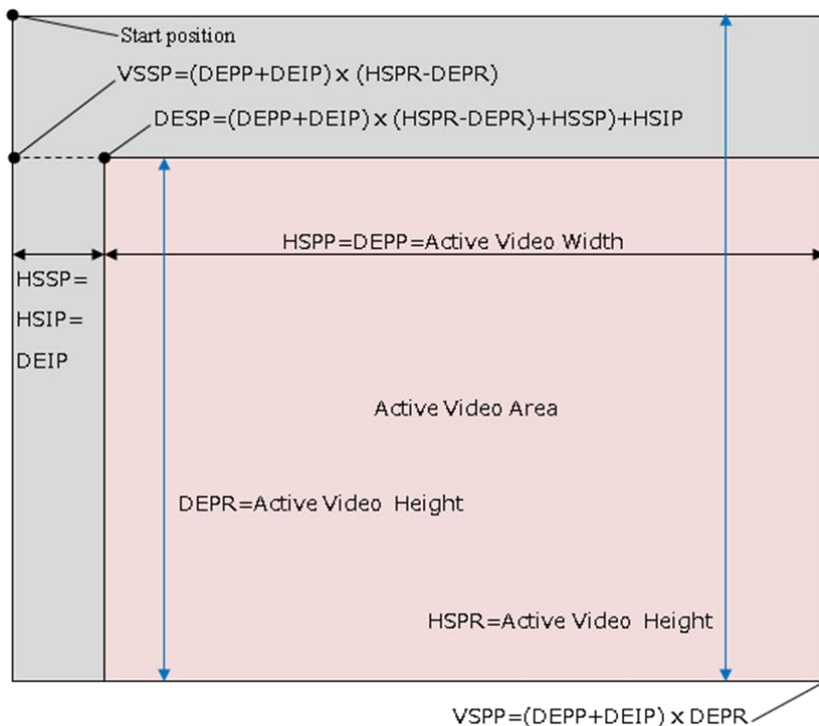 Start position
VSSP=(DEPP+DEIP) x (HSPR-DEPR)
DESP=(DEPP+DEIP) x (HSPR-DEPR)+HSSP)+HSIP
HSPP=DEPP=Active Video Width
HSSP=
HSIP=
DEIP
Active Video Area
DEPR=Active Video Height
HSPR=Active Video Height
VSPP=(DEPP+DEIP) x DEPR